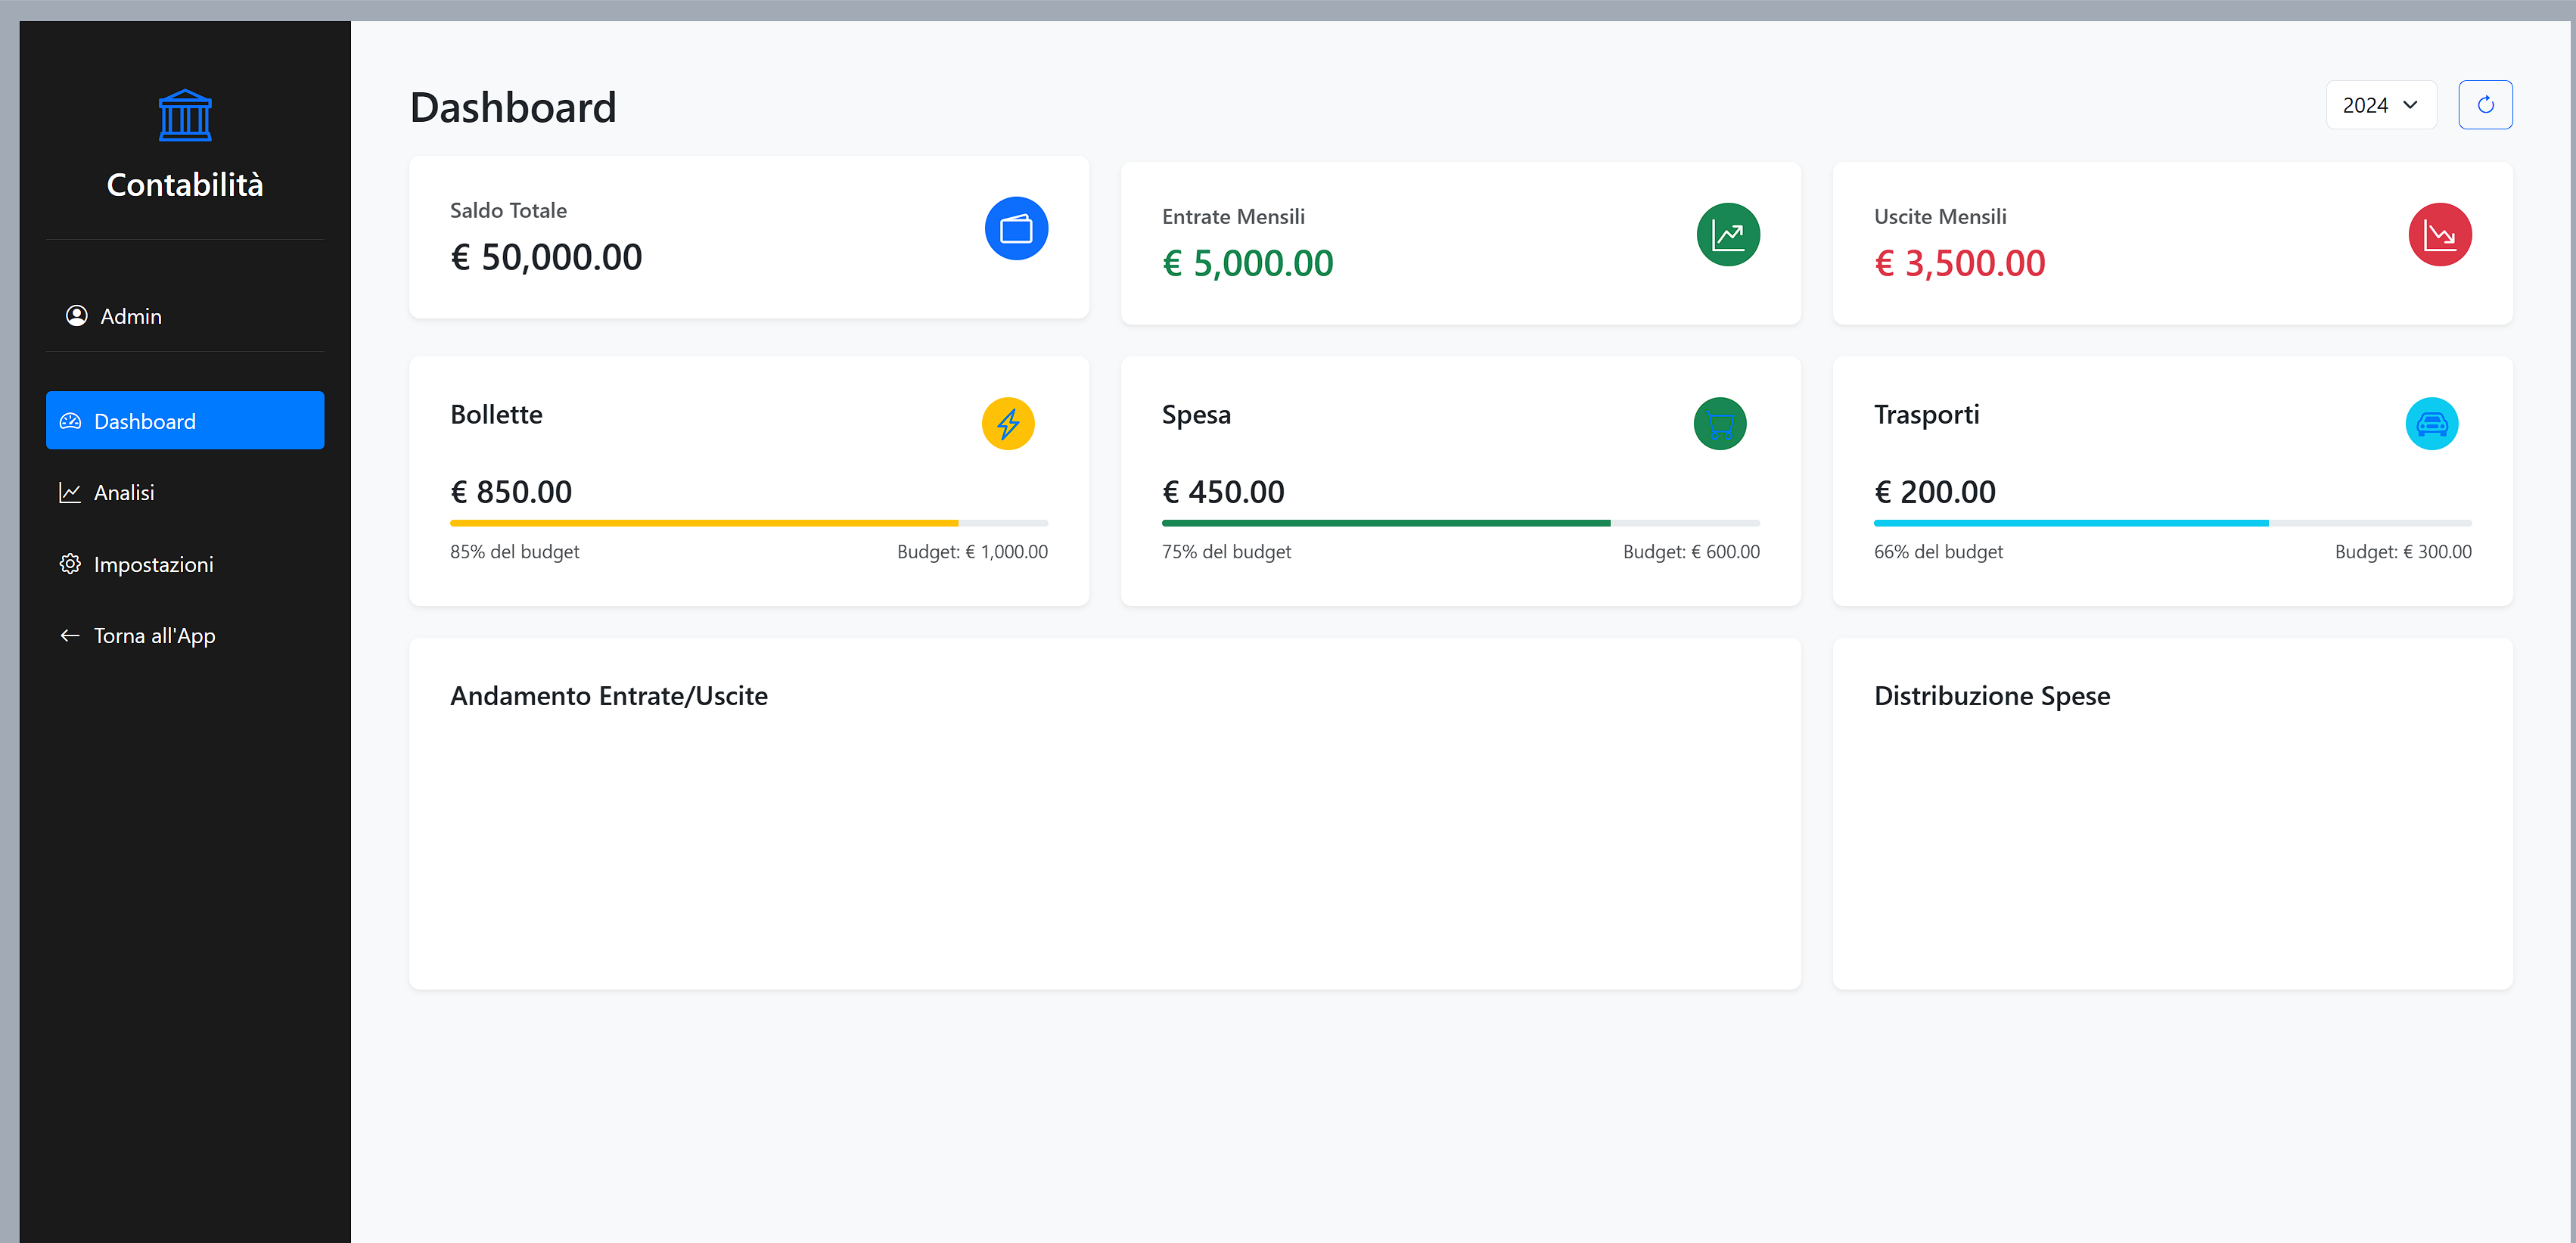 Contabilità
Admin
Dashboard
Analisi
Impostazioni
Torna all'App
Dashboard
2024
Saldo Totale
€ 50,000.00
Entrate Mensili
€ 5,000.00
Uscite Mensili
€ 3,500.00
Bollette
€ 850.00
85% del budget
Budget: € 1,000.00
Spesa
€ 450.00
75% del budget
Budget: € 600.00
Trasporti
€ 200.00
66% del budget
Budget: € 300.00
Andamento Entrate/Uscite
Distribuzione Spese